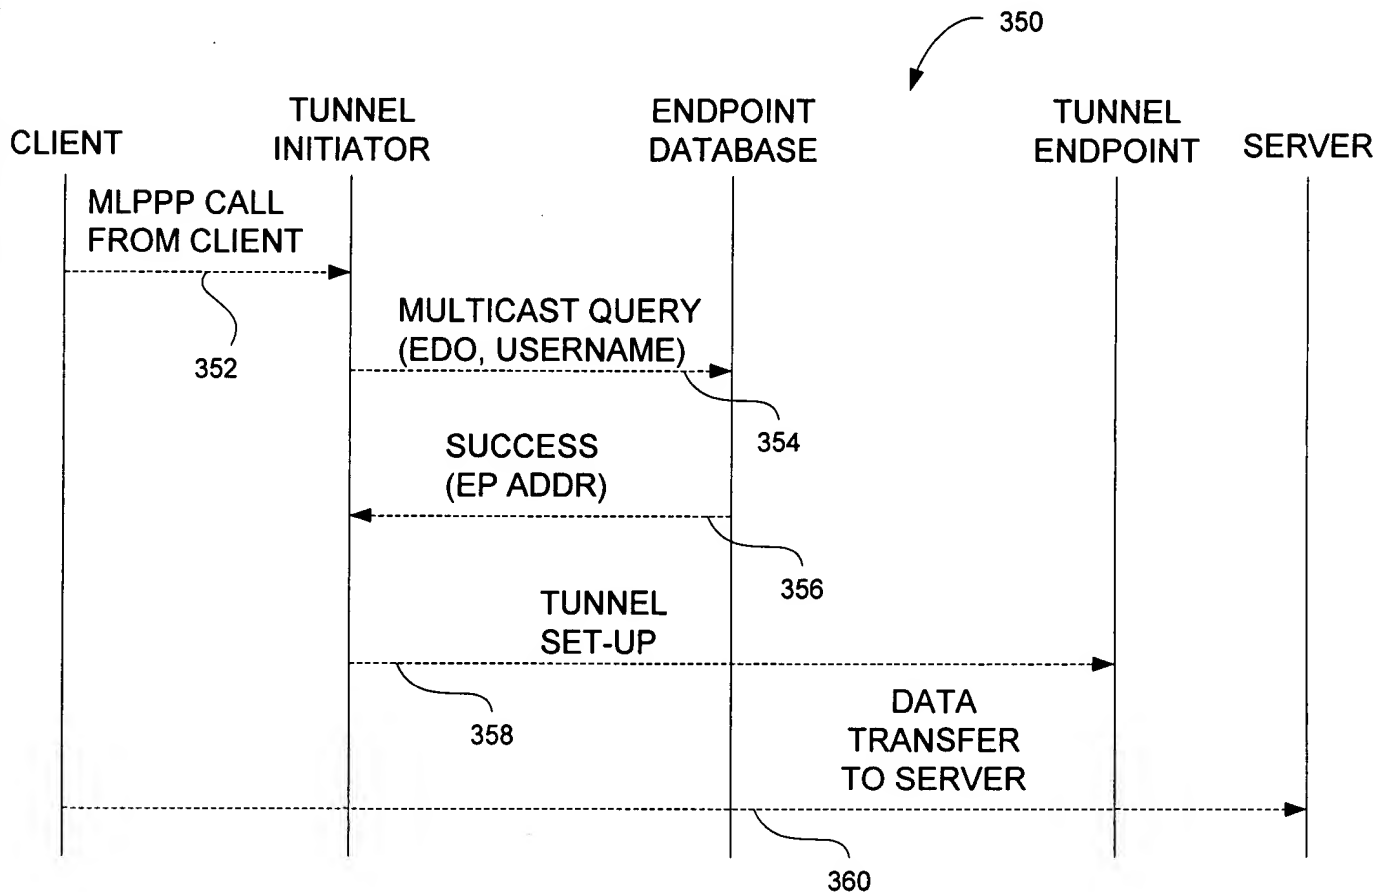 350
CLIENT
TUNNEL
INITIATOR
ENDPOINT
DATABASE
TUNNEL
ENDPOINT
SERVER
MLPPP CALL
FROM CLIENT
352
MULTICAST QUERY
(EDO, USERNAME)
354
SUCCESS
(EP ADDR)
356
TUNNEL
SET-UP
358
DATA
TRANSFER
TO SERVER
360